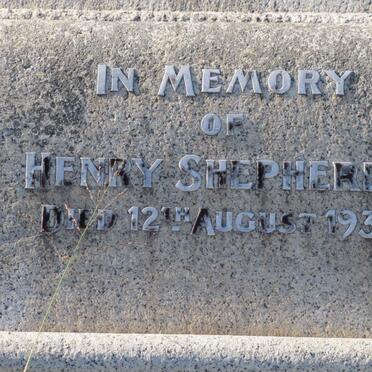 IN MEMORY
OF
HENRY SHEPHER
DIED 12TH AUGUST 193